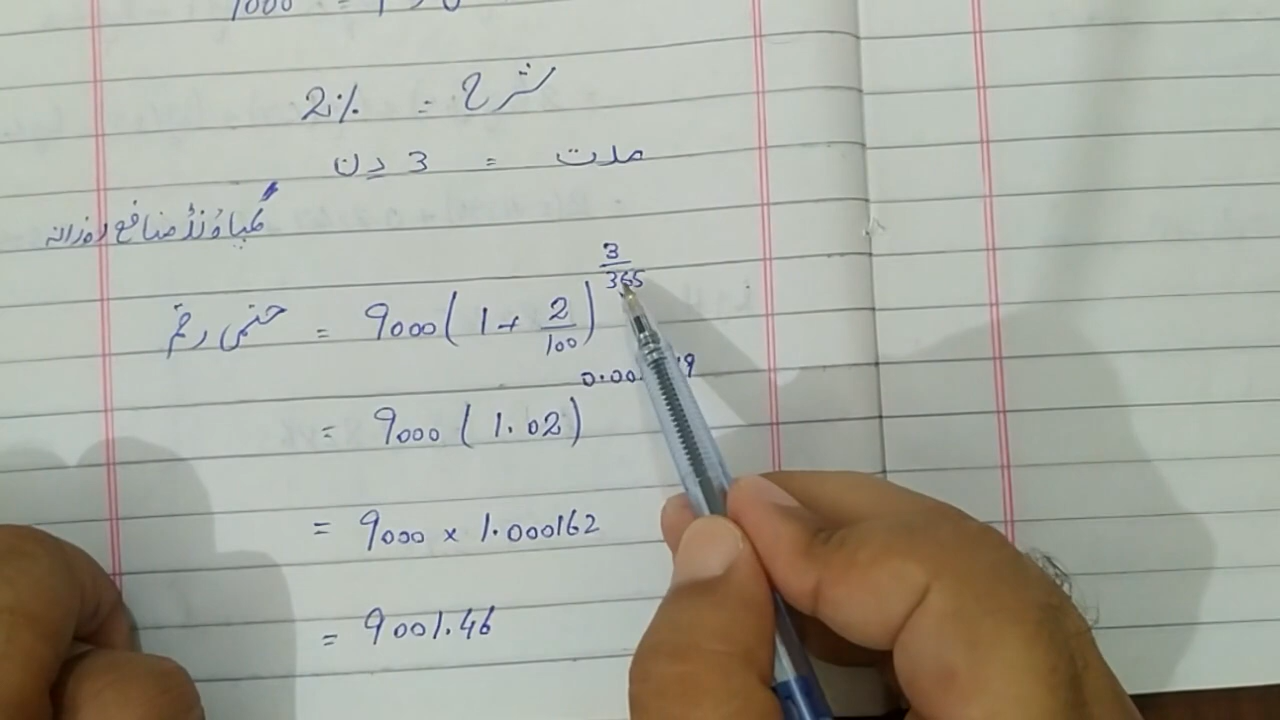 1000
شرح = 2%
مدت = 3 دن
کمپاؤنڈ منافع روزانہ
حتمی رقم = 9000 ( 1 + 2/100 )^3/365
= 9000 ( 1.02 )
= 9000 x 1.000162
= 9001.46